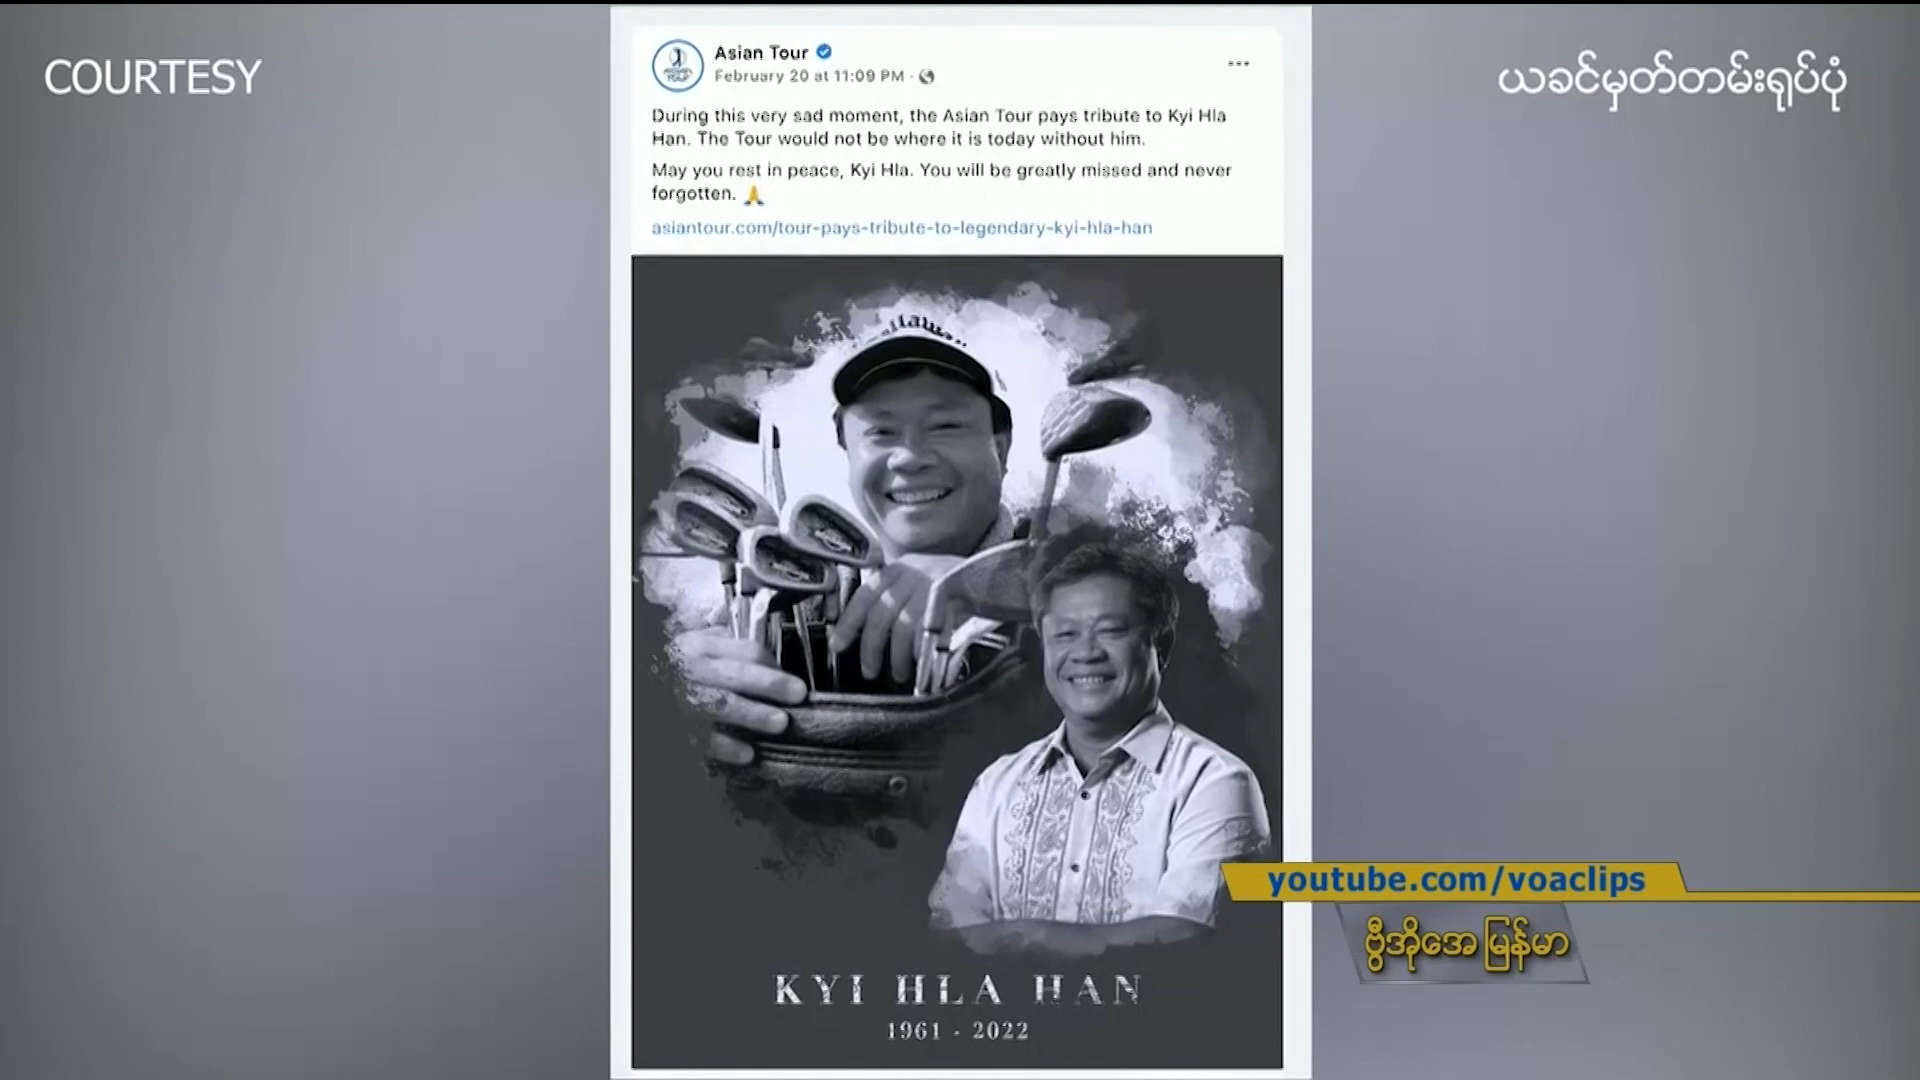 COURTESY
ယခင်မှတ်တမ်းရုပ်ပုံ
Asian Tour
February 20 at 11:09 PM ·
During this very sad moment, the Asian Tour pays tribute to Kyi Hla
Han. The Tour would not be where it is today without him.
May you rest in peace, Kyi Hla. You will be greatly missed and never
forgotten. 🙏
asiantour.com/tour-pays-tribute-to-legendary-kyi-hla-han
KYI HLA HAN
1961 - 2022
youtube.com/voaclips
ဗွီအိုအေ မြန်မာ